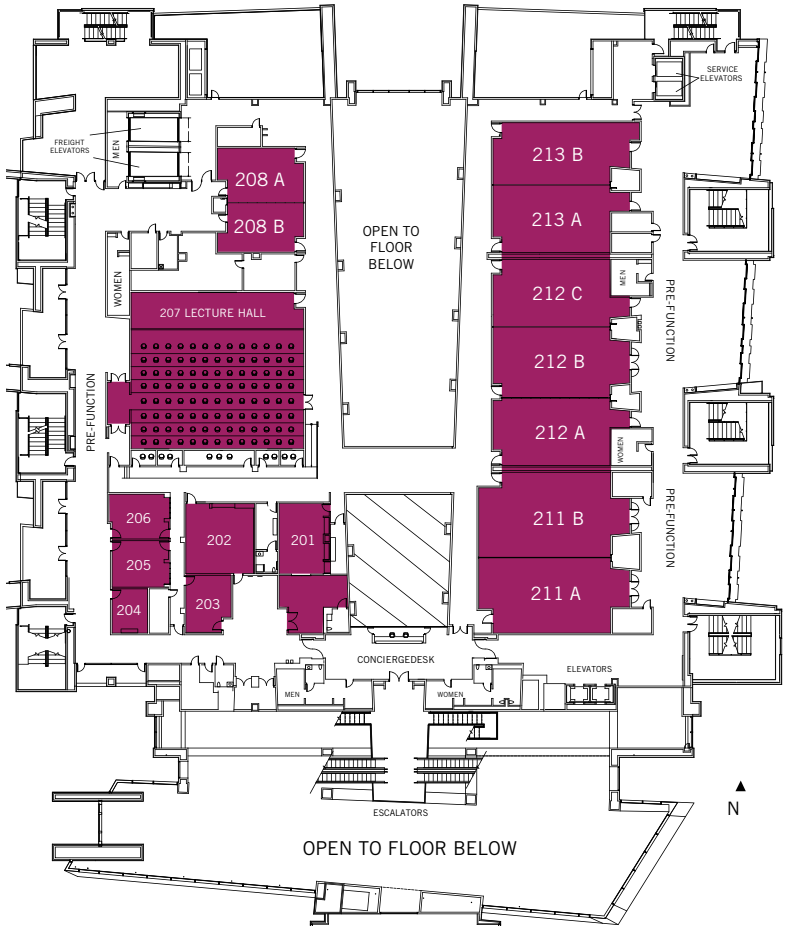 SERVICE
ELEVATORS
FREIGHT
ELEVATORS
MEN
213 B
208 A
213 A
208 B
OPEN TO
FLOOR
BELOW
WOMEN
MEN
212 C
PRE-FUNCTION
207 LECTURE HALL
212 B
PRE-FUNCTION
212 A
WOMEN
206
202
201
211 B
PRE-FUNCTION
205
211 A
204
203
CONCIERGEDESK
ELEVATORS
MEN
WOMEN
ESCALATORS
N
OPEN TO FLOOR BELOW